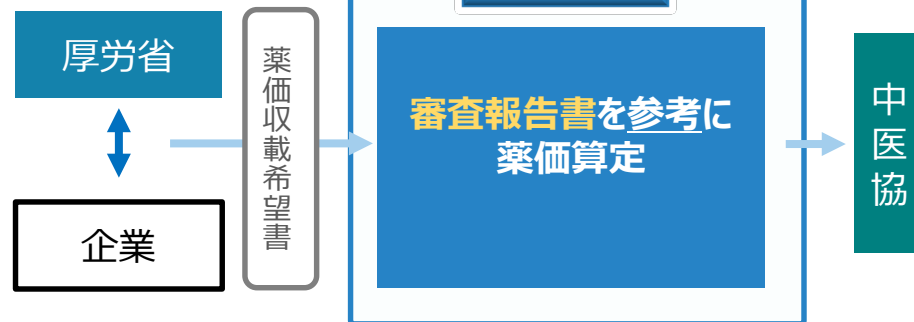 厚労省
企業
薬価収載希望書
審査報告書を参考に
薬価算定
中医協